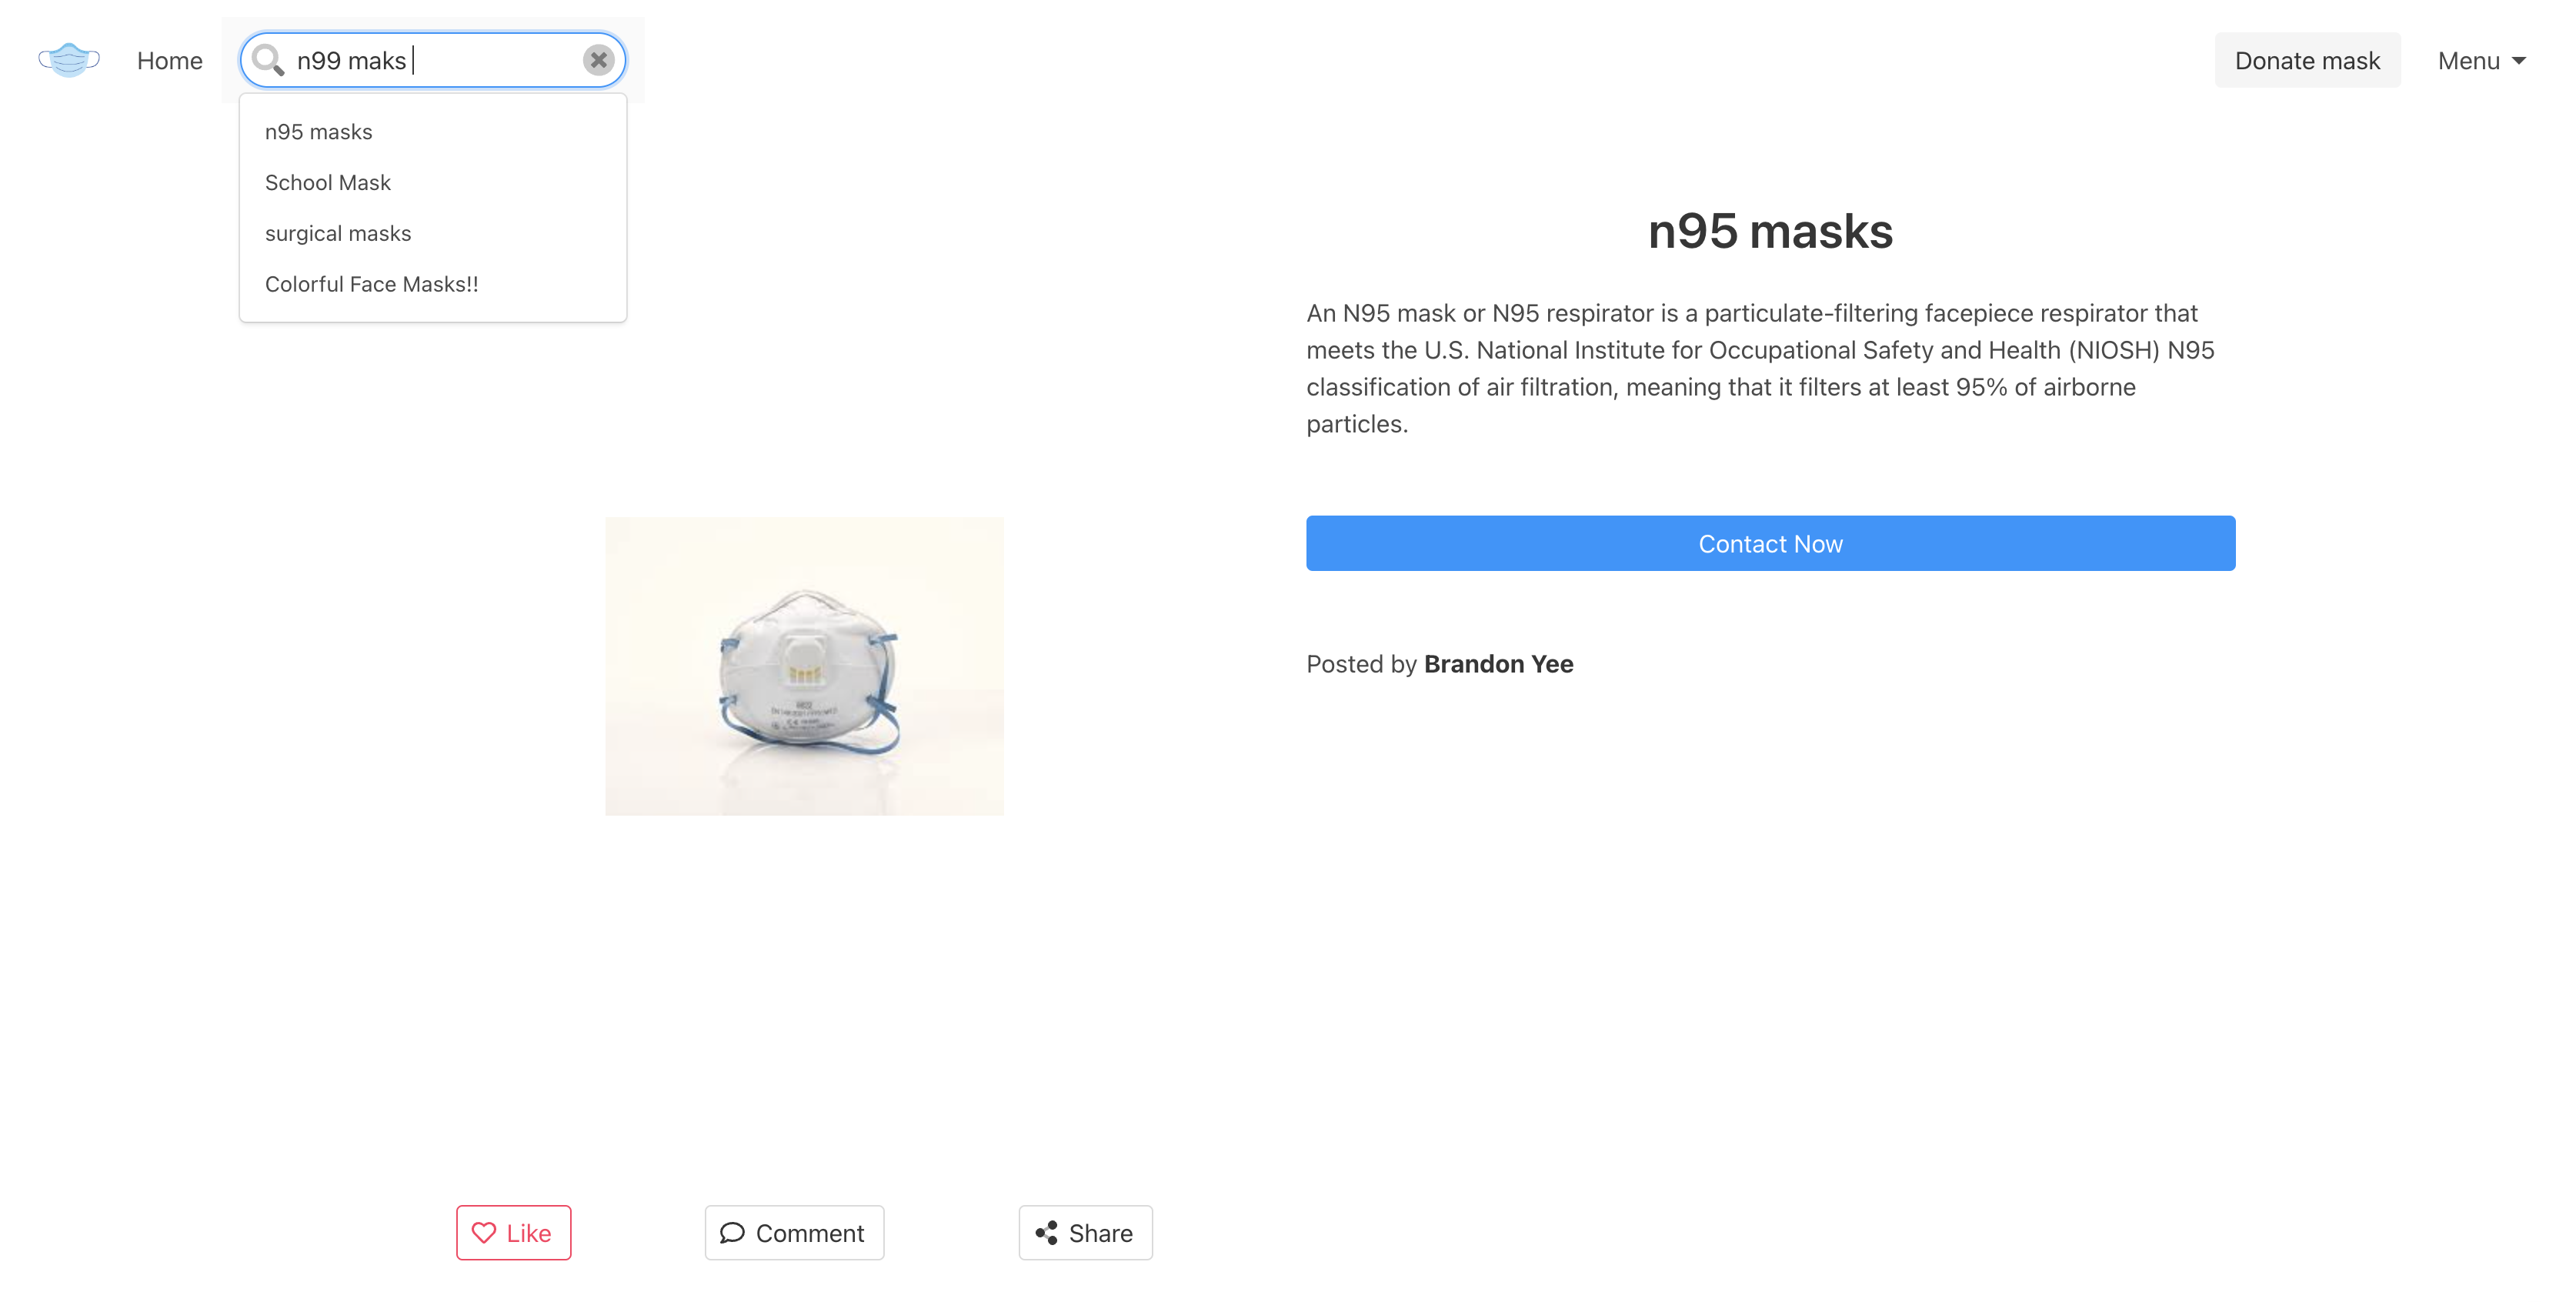 Home
n99 maks
Donate mask
Menu
n95 masks
School Mask
surgical masks
Colorful Face Masks!!
n95 masks
An N95 mask or N95 respirator is a particulate-filtering facepiece respirator that
meets the U.S. National Institute for Occupational Safety and Health (NIOSH) N95
classification of air filtration, meaning that it filters at least 95% of airborne
particles.
Contact Now
Posted by Brandon Yee
Like
Comment
Share